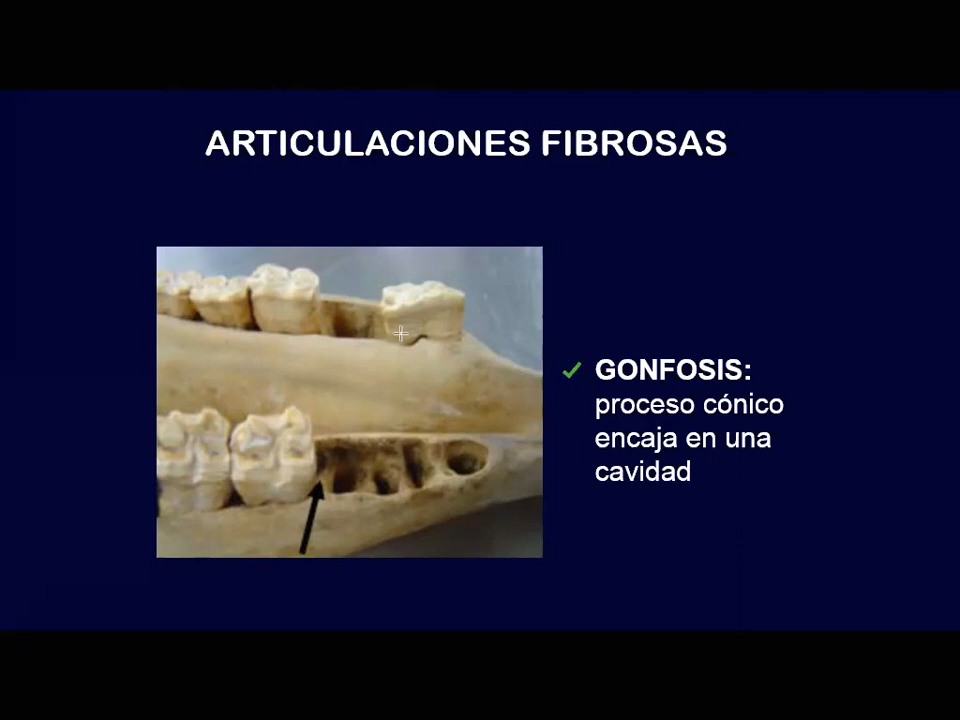 ARTICULACIONES FIBROSAS
GONFOSIS:
proceso cónico
encaja en una
cavidad